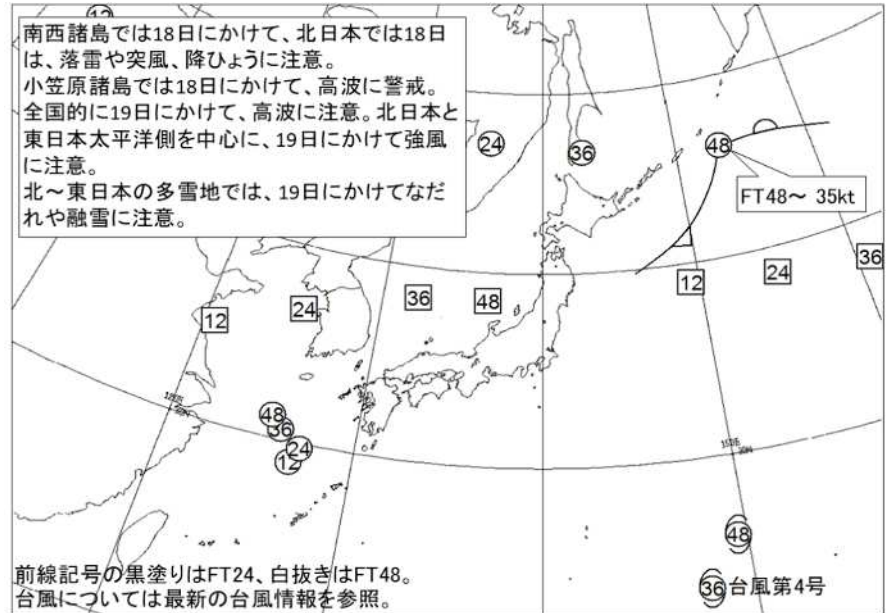 12
南西諸島では18日にかけて、北日本では18日
は、落雷や突風、降ひょうに注意。
小笠原諸島では18日にかけて、高波に警戒。
全国的に19日にかけて、高波に注意。北日本と
東日本太平洋側を中心に、19日にかけて強風
に注意。
北～東日本の多雪地では、19日にかけてなだ
れや融雪に注意。
24
36
48
FT48～ 35kt
12
24
36
36
48
12
24
48
36
24
12
150E
30N
48
36 台風第4号
前線記号の黒塗りはFT24、白抜きはFT48。
台風については最新の台風情報を参照。